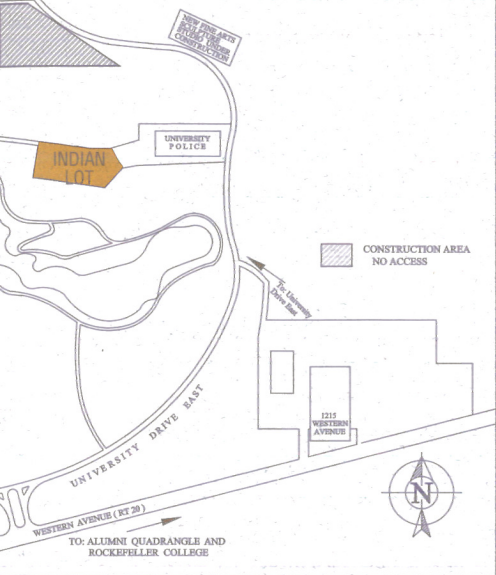 NEW FINE ARTS
SCULPTURE
STUDIO UNDER
CONSTRUCTION
UNIVERSITY
POLICE
INDIAN
LOT
CONSTRUCTION AREA
NO ACCESS
To: University
Drive East
1215
WESTERN
AVENUE
UNIVERSITY DRIVE EAST
N
WESTERN AVENUE ( RT 20 )
TO: ALUMNI QUADRANGLE AND
ROCKEFELLER COLLEGE